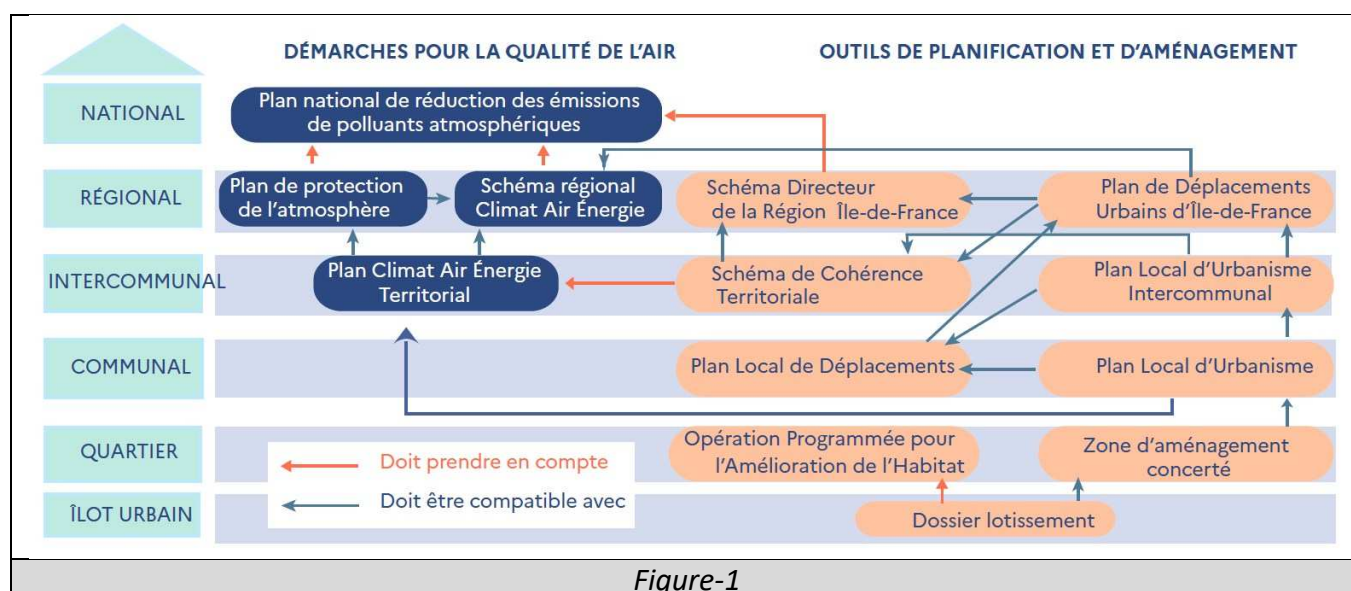 DÉMARCHES POUR LA QUALITÉ DE L'AIR
OUTILS DE PLANIFICATION ET D'AMÉNAGEMENT
NATIONAL
Plan national de réduction des émissions
de polluants atmosphériques
RÉGIONAL
Plan de protection
de l'atmosphère
Schéma régional
Climat Air Énergie
Schéma Directeur
de la Région Île-de-France
Plan de Déplacements
Urbains d'Île-de-France
INTERCOMMUNAL
Plan Climat Air Énergie
Territorial
Schéma de Cohérence
Territoriale
Plan Local d'Urbanisme
Intercommunal
COMMUNAL
Plan Local de Déplacements
Plan Local d'Urbanisme
QUARTIER
Doit prendre en compte
Doit être compatible avec
Opération Programmée pour
l'Amélioration de l'Habitat
Zone d'aménagement
concerté
ÎLOT URBAIN
Dossier lotissement
Figure-1